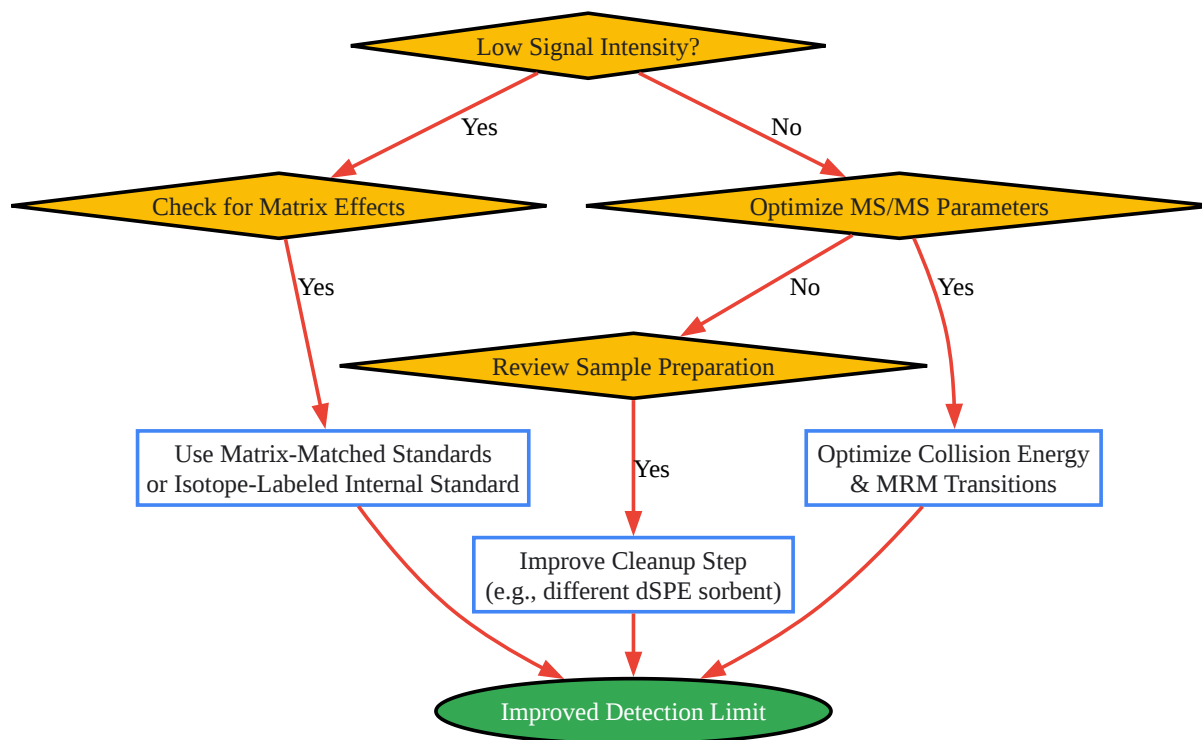 Low Signal Intensity?
Yes
No
Check for Matrix Effects
Optimize MS/MS Parameters
Yes
No
Yes
Review Sample Preparation
Use Matrix-Matched Standards
or Isotope-Labeled Internal Standard
Yes
Optimize Collision Energy
& MRM Transitions
Improve Cleanup Step
(e.g., different dSPE sorbent)
Improved Detection Limit